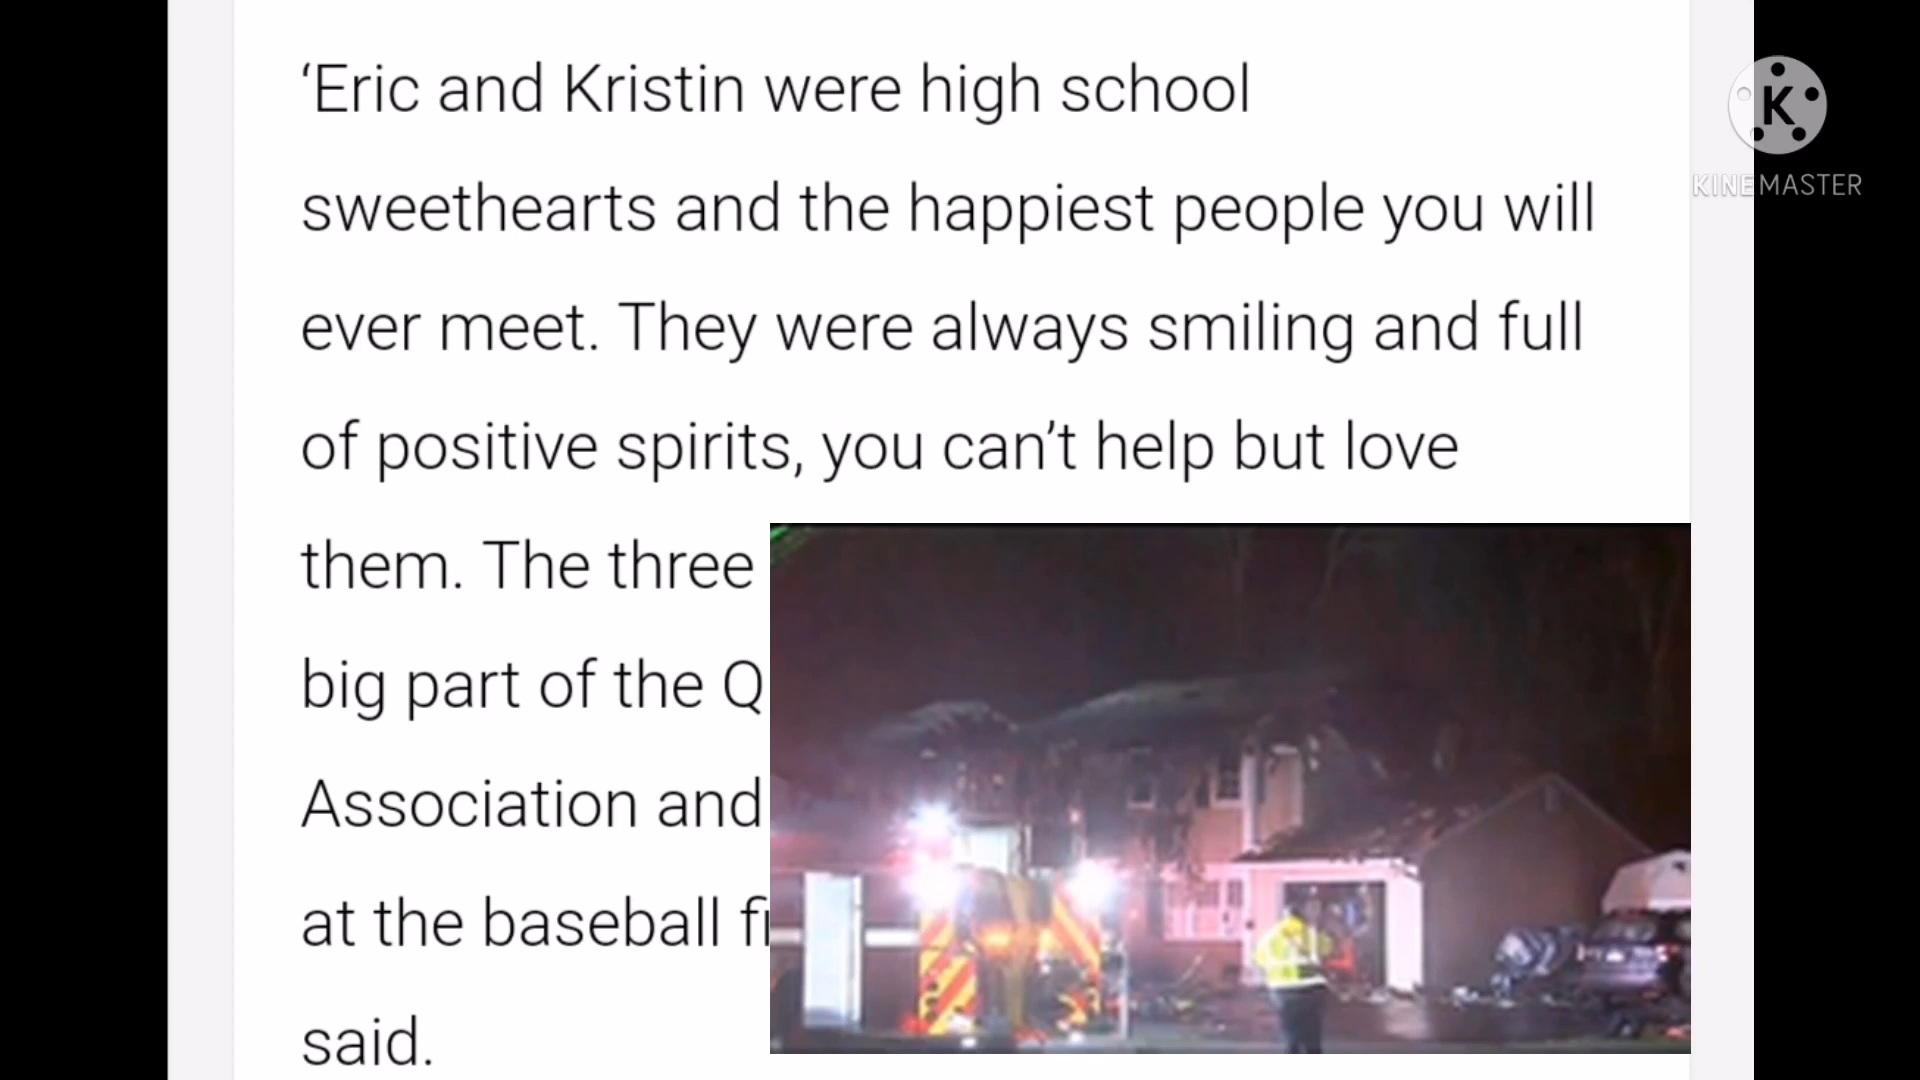 ‘Eric and Kristin were high school
sweethearts and the happiest people you will
ever meet. They were always smiling and full
of positive spirits, you can’t help but love
them. The three
big part of the Q
Association and
at the baseball
said.
K
KINEMASTER